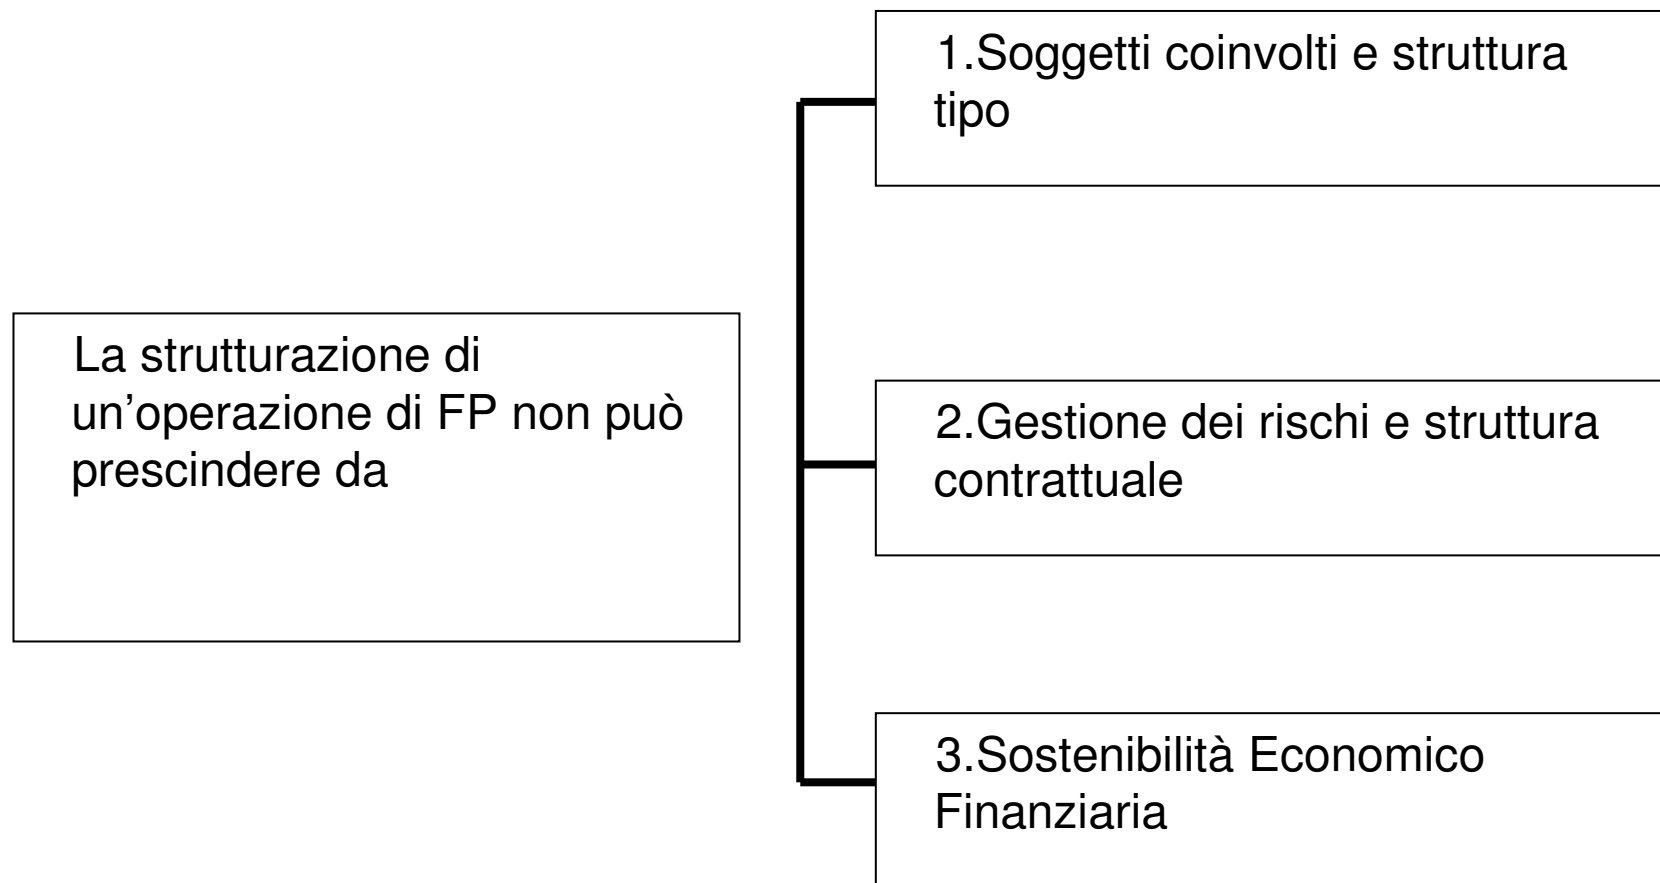 La strutturazione di
un'operazione di FP non può
prescindere da
1.Soggetti coinvolti e struttura
tipo
2.Gestione dei rischi e struttura
contrattuale
3.Sostenibilità Economico
Finanziaria